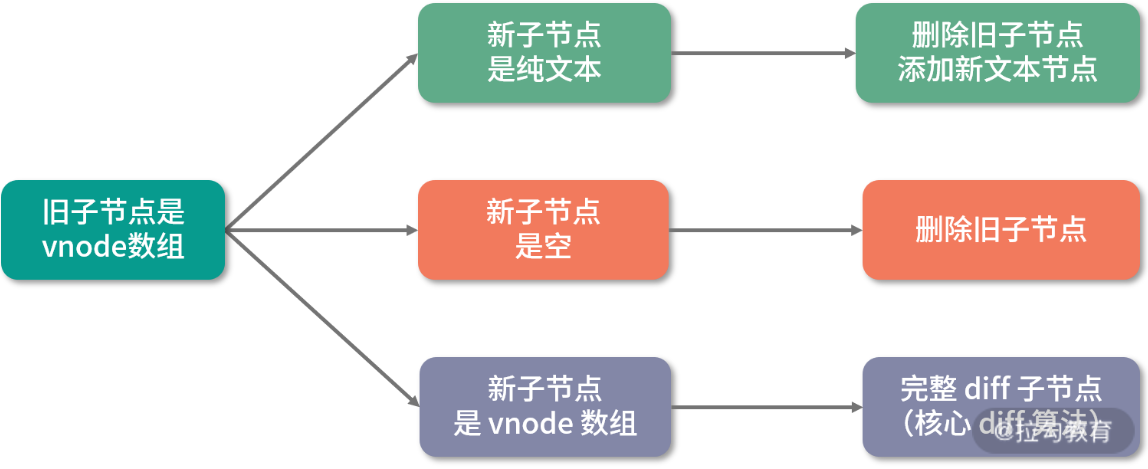 新子节点
是纯文本
删除旧子节点
添加新文本节点
旧子节点是
vnode数组
新子节点
是空
删除旧子节点
新子节点
是 vnode 数组
完整 diff 子节点
（核心 diff 算法）
@拉勾教育